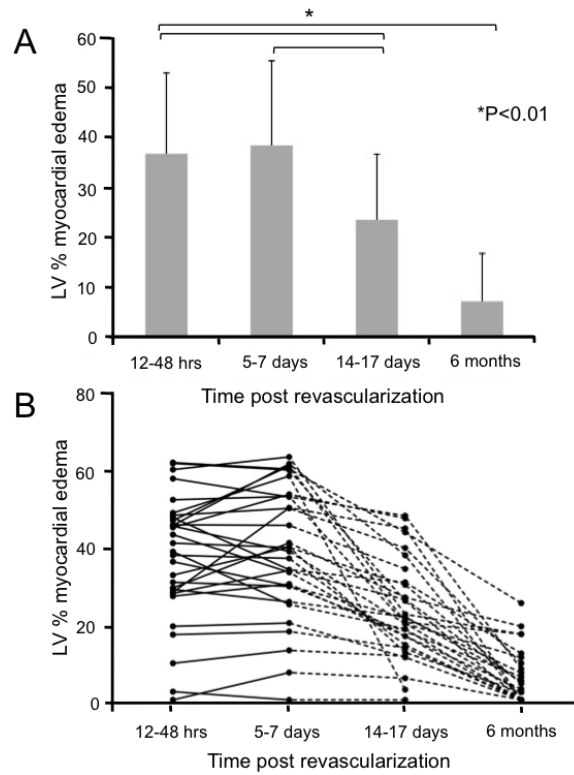 A
*
60
50
40
30
20
10
0
LV % myocardial edema
*P<0.01
12-48 hrs 5-7 days 14-17 days 6 months
Time post revascularization
B
80
60
40
20
0
LV % myocardial edema
12-48 hrs 5-7 days 14-17 days 6 months
Time post revascularization